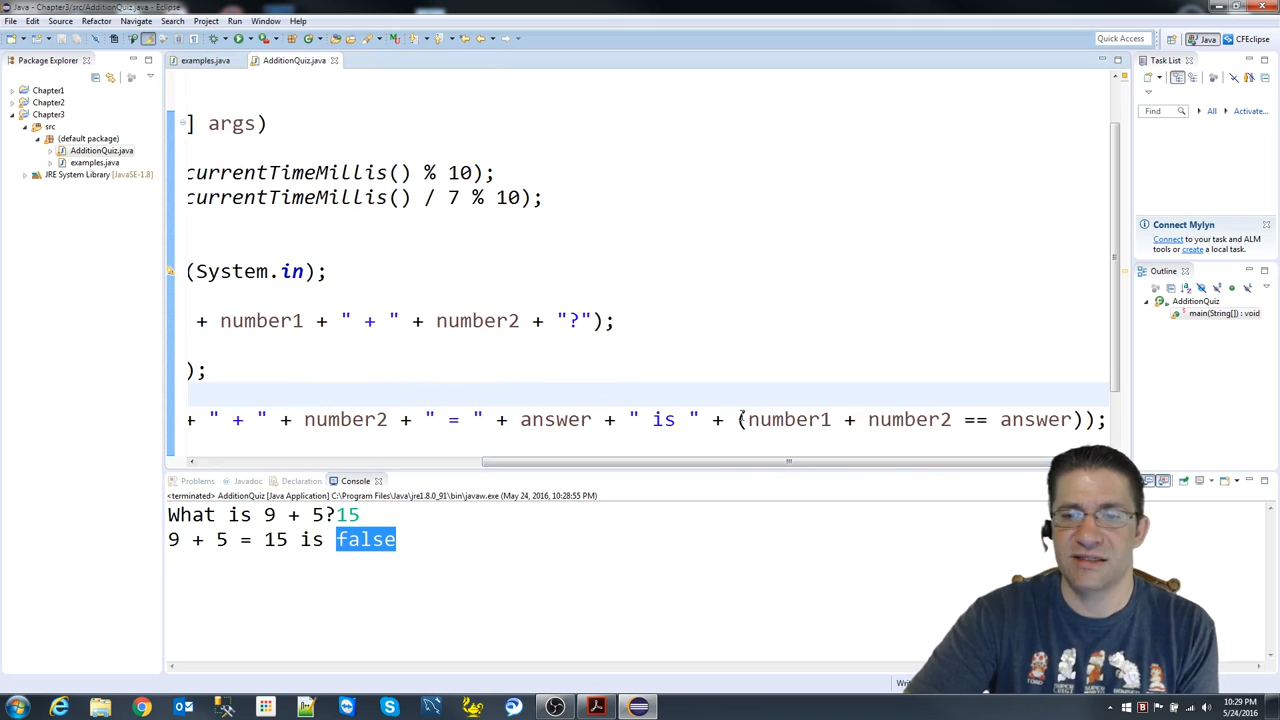 Java - Chapter3/src/AdditionQuiz.java - Eclipse
File Edit Source Refactor Navigate Search Project Run Window Help
Quick Access
Java
CFEclipse
Package Explorer
examples.java
AdditionQuiz.java
Task List
Chapter1
Chapter2
Chapter3
src
(default package)
AdditionQuiz.java
examples.java
JRE System Library [JavaSE-1.8]
Find
All
Activate...
] args)
currentTimeMillis() % 10);
currentTimeMillis() / 7 % 10);
(System.in);
+ number1 + " + " + number2 + "?");
);
+ " + " + number2 + " = " + answer + " is " + (number1 + number2 == answer));
Connect Mylyn
Connect to your task and ALM
tools or create a local task.
Outline
AdditionQuiz
main(String[]) : void
Problems
Javadoc
Declaration
Console
<terminated> AdditionQuiz [Java Application] C:\Program Files\Java\jre1.8.0_91\bin\javaw.exe (May 24, 2016, 10:28:55 PM)
What is 9 + 5?15
9 + 5 = 15 is false
10:29 PM
5/24/2016